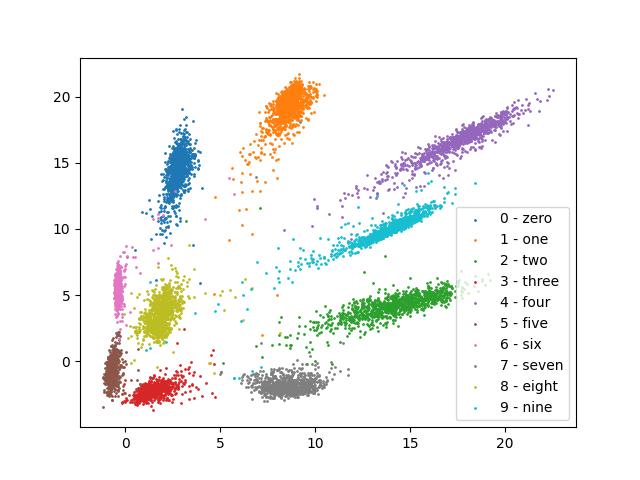 20
15
10
5
0
0
5
10
15
20
0 - zero
1 - one
2 - two
3 - three
4 - four
5 - five
6 - six
7 - seven
8 - eight
9 - nine